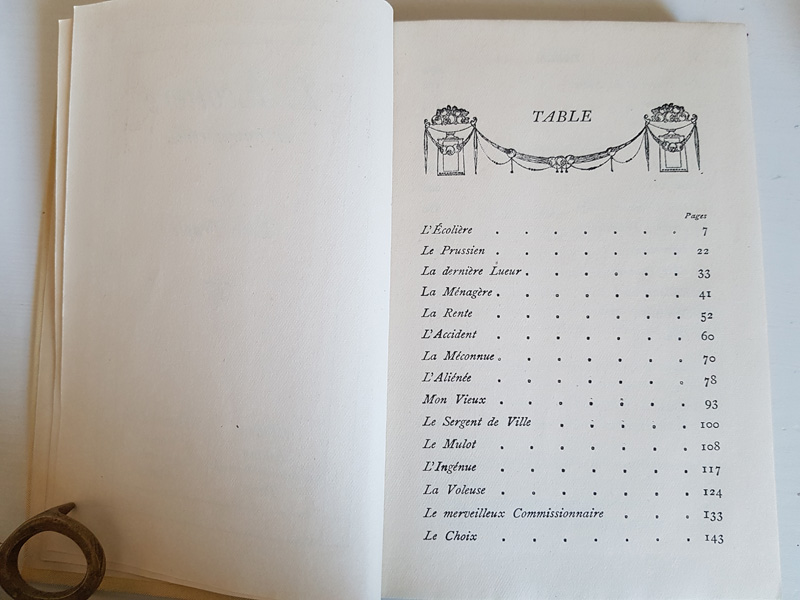 TABLE
Pages
L'Écolière . . . . . . . 7
Le Prussien . . . . . . . 22
La dernière Lueur . . . . . . 33
La Ménagère . . . . . . . 41
La Rente . . . . . . . 52
L'Accident . . . . . . . 60
La Méconnue . . . . . . . 70
L'Aliénée . . . . . . . 78
Mon Vieux . . . . . . . 93
Le Sergent de Ville . . . . . 100
Le Mulot . . . . . . . 108
L'Ingénue . . . . . . . 117
La Voleuse . . . . . . . 124
Le merveilleux Commissionnaire . . . 133
Le Choix . . . . . . . 143